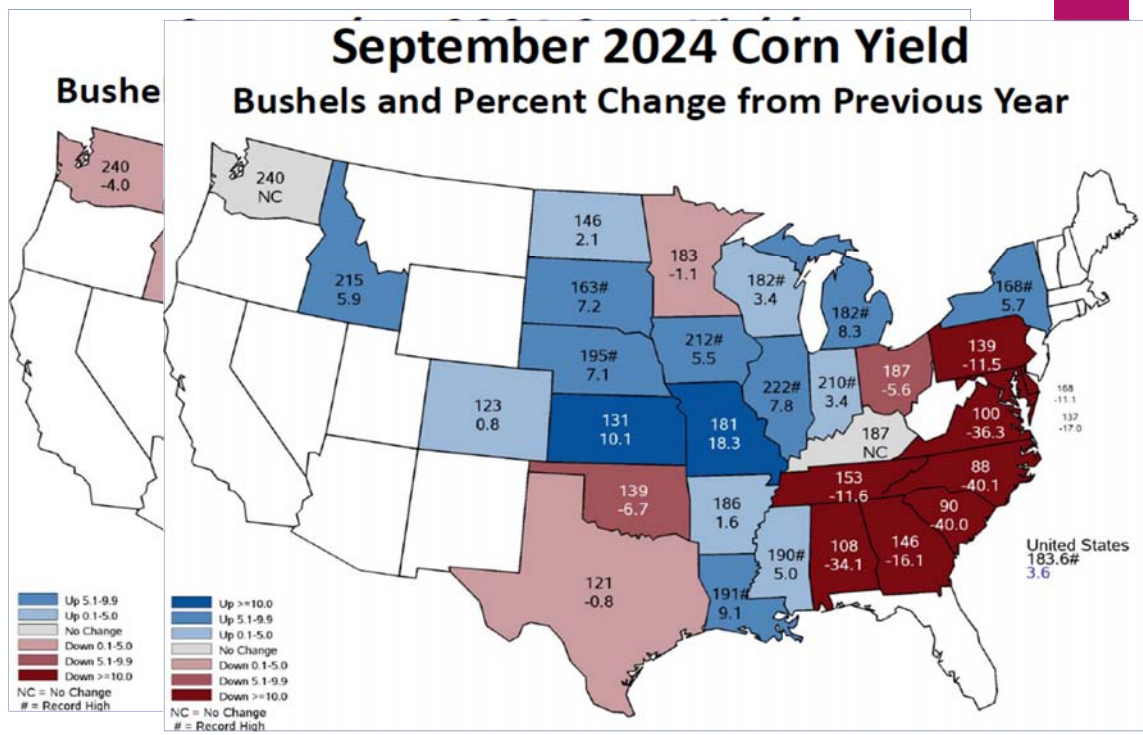 September 2024 Corn Yield
Bushels and Percent Change from Previous Year
Bushe
240
-4.0
240
NC
215
5.9
146
2.1
183
-1.1
163#
7.2
182#
3.4
182#
8.3
168#
5.7
195#
7.1
212#
5.5
222#
7.8
210#
3.4
187
-5.6
139
-11.5
168
-11.1
137
-17.0
123
0.8
131
10.1
181
18.3
187
NC
100
-36.3
139
-6.7
186
1.6
153
-11.6
88
-40.1
90
-40.0
121
-0.8
191#
9.1
190#
5.0
108
-34.1
146
-16.1
United States
183.6#
3.6
Up 5.1-9.9
Up 0.1-5.0
No Change
Down 0.1-5.0
Down 5.1-9.9
Down >=10.0
NC = No Change
# = Record High
Up >=10.0
Up 5.1-9.9
Up 0.1-5.0
No Change
Down 0.1-5.0
Down 5.1-9.9
Down >=10.0
NC = No Change
# = Record High